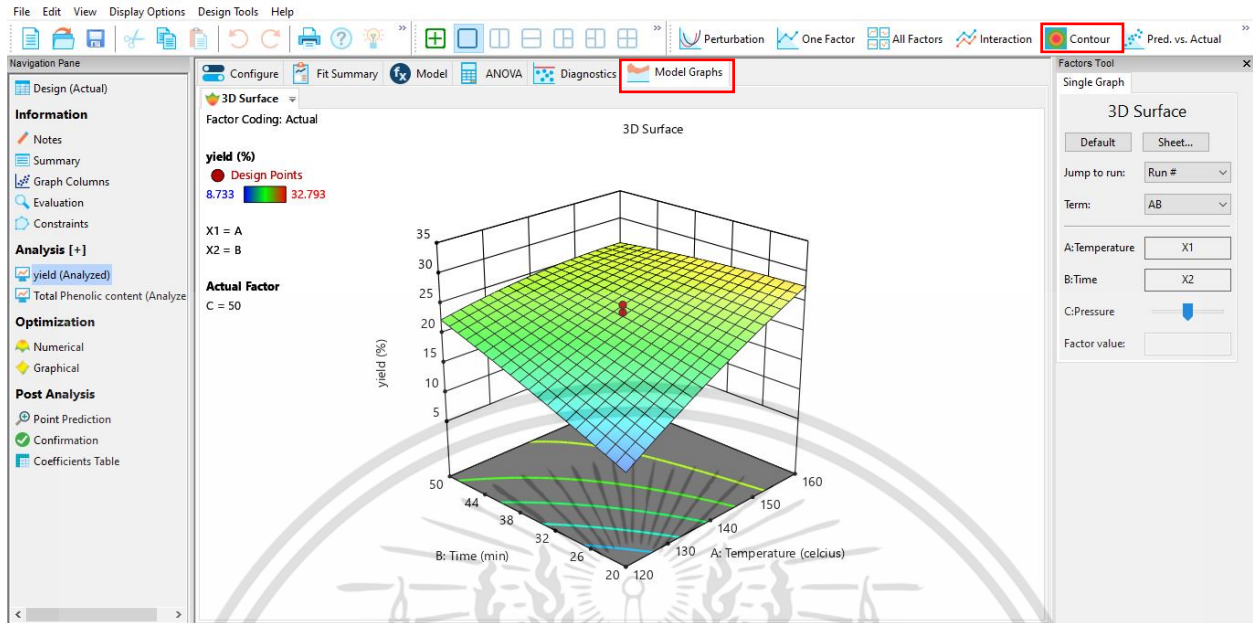 File Edit View Display Options Design Tools Help
» » Perturbation One Factor All Factors Interaction Contour Pred. vs. Actual »
Navigation Pane
Design (Actual)
Information
Notes
Summary
Graph Columns
Evaluation
Constraints
Analysis [+]
yield (Analyzed)
Total Phenolic content (Analyze
Optimization
Numerical
Graphical
Post Analysis
Point Prediction
Confirmation
Coefficients Table
Configure Fit Summary fx Model ANOVA Diagnostics Model Graphs
3D Surface
Factor Coding: Actual
3D Surface
yield (%)
Design Points
8.733 32.793
X1 = A
X2 = B
Actual Factor
C = 50
35
30
25
20
15
10
5
yield (%)
50
44
38
32
26
20
B: Time (min)
160
150
140
130
120
A: Temperature (celcius)
Factors Tool
Single Graph
3D Surface
Default Sheet...
Jump to run: Run #
Term: AB
A:Temperature X1
B:Time X2
C:Pressure
Factor value: